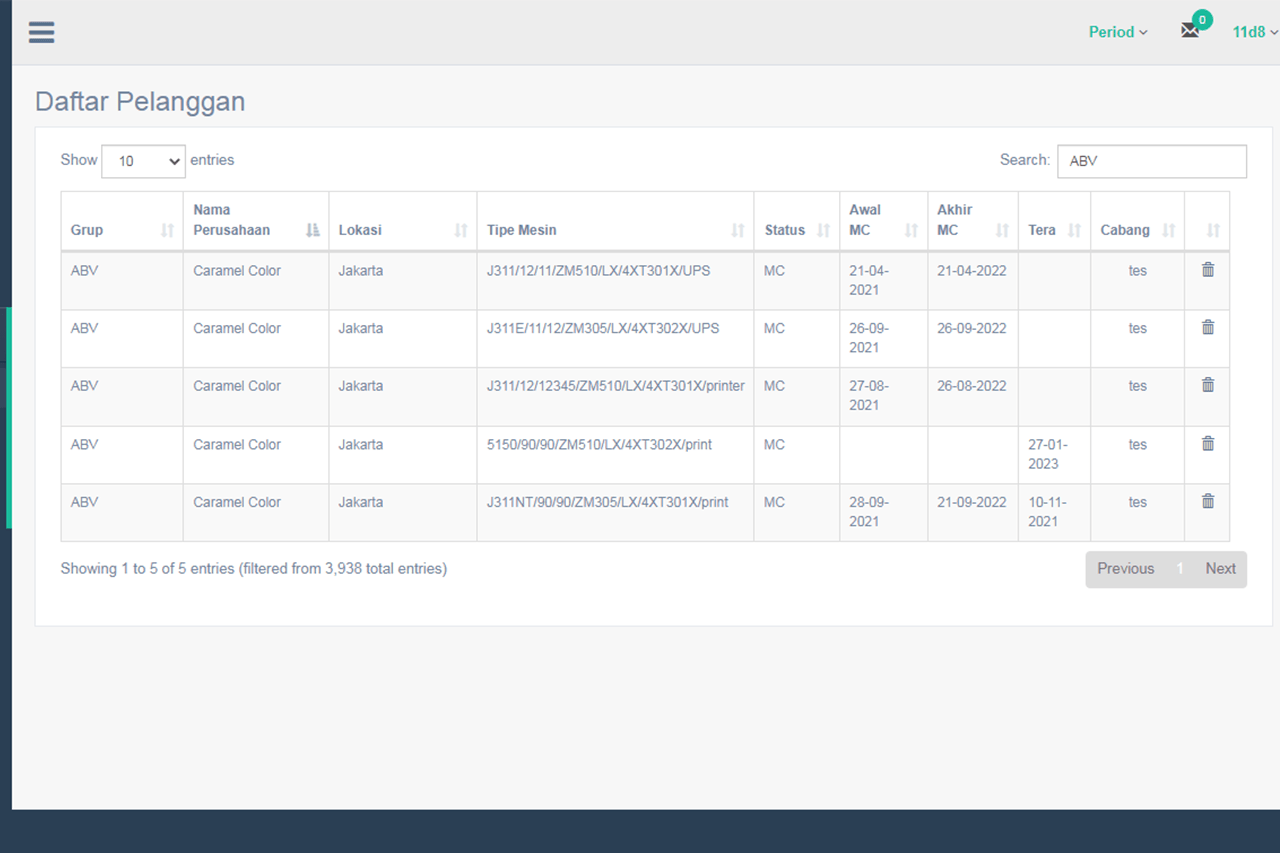 Period 0 11d8
Daftar Pelanggan
Show 10 entries Search: ABV
Grup Nama Perusahaan Lokasi Tipe Mesin Status Awal MC Akhir MC Tera Cabang
ABV Caramel Color Jakarta J311/12/11/ZM510/LX/4XT301X/UPS MC 21-04-2021 21-04-2022 tes
ABV Caramel Color Jakarta J311E/11/12/ZM305/LX/4XT302X/UPS MC 26-09-2021 26-09-2022 tes
ABV Caramel Color Jakarta J311/12/12345/ZM510/LX/4XT301X/printer MC 27-08-2021 26-08-2022 tes
ABV Caramel Color Jakarta 5150/90/90/ZM510/LX/4XT302X/print MC 27-01-2023 tes
ABV Caramel Color Jakarta J311NT/90/90/ZM305/LX/4XT301X/print MC 28-09-2021 21-09-2022 10-11-2021 tes
Showing 1 to 5 of 5 entries (filtered from 3,938 total entries) Previous 1 Next